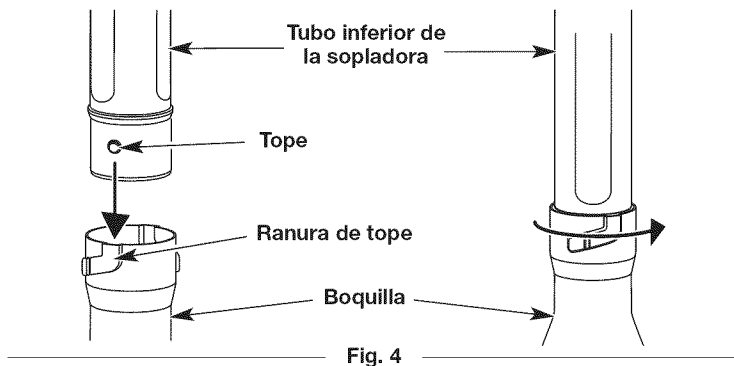 Tubo inferior de
la sopladora
Tope
Ranura de tope
Boquilla
Fig. 4